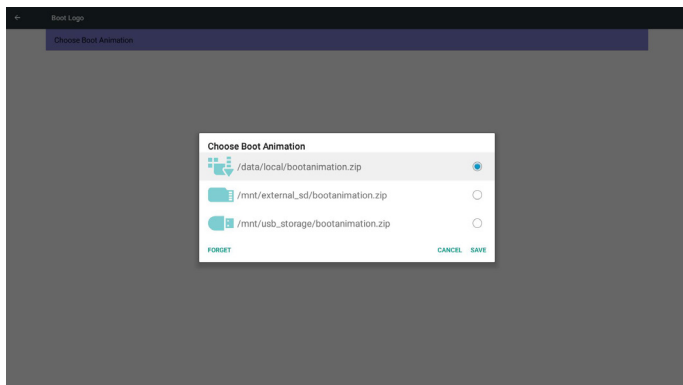 Boot Logo
Choose Boot Animation
Choose Boot Animation
/data/local/bootanimation.zip
/mnt/external_sd/bootanimation.zip
/mnt/usb_storage/bootanimation.zip
FORGET CANCEL SAVE